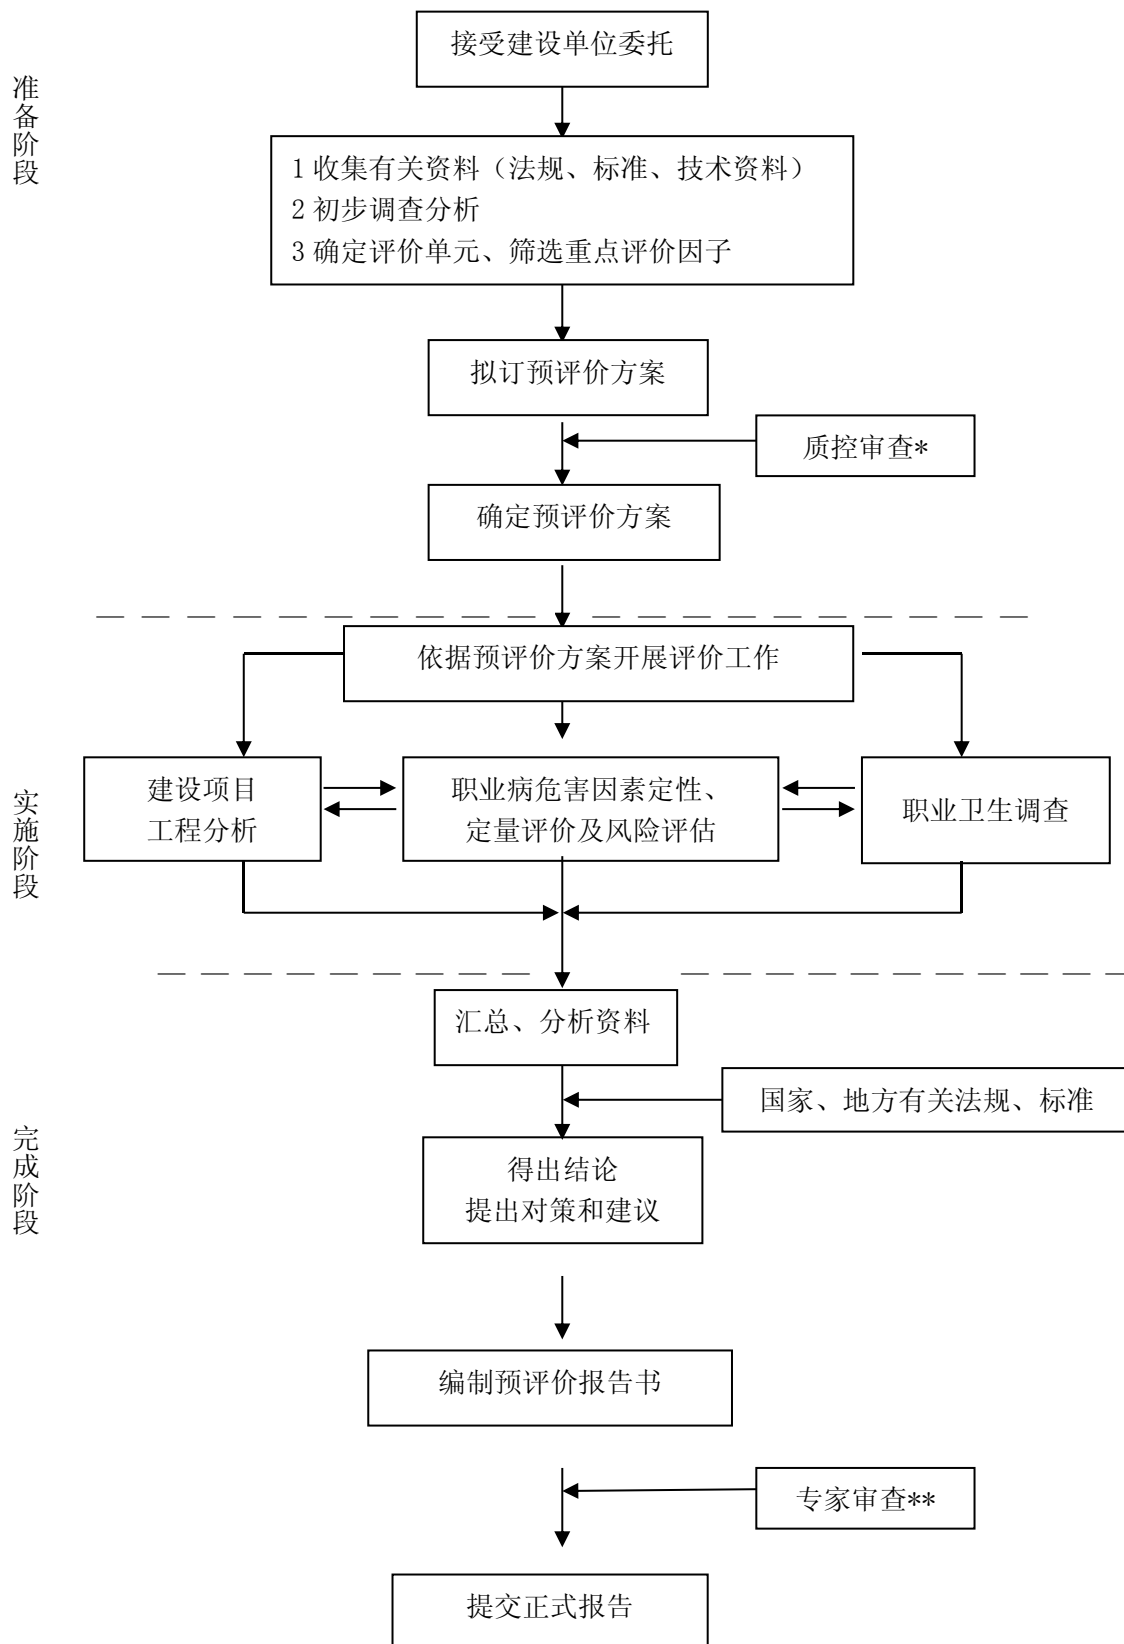 接受建设单位委托
准备阶段
1 收集有关资料（法规、标准、技术资料）
2 初步调查分析
3 确定评价单元、筛选重点评价因子
拟订预评价方案
质控审查*
确定预评价方案
依据预评价方案开展评价工作
实施阶段
建设项目
工程分析
职业病危害因素定性、
定量评价及风险评估
职业卫生调查
汇总、分析资料
国家、地方有关法规、标准
完成阶段
得出结论
提出对策和建议
编制预评价报告书
专家审查**
提交正式报告